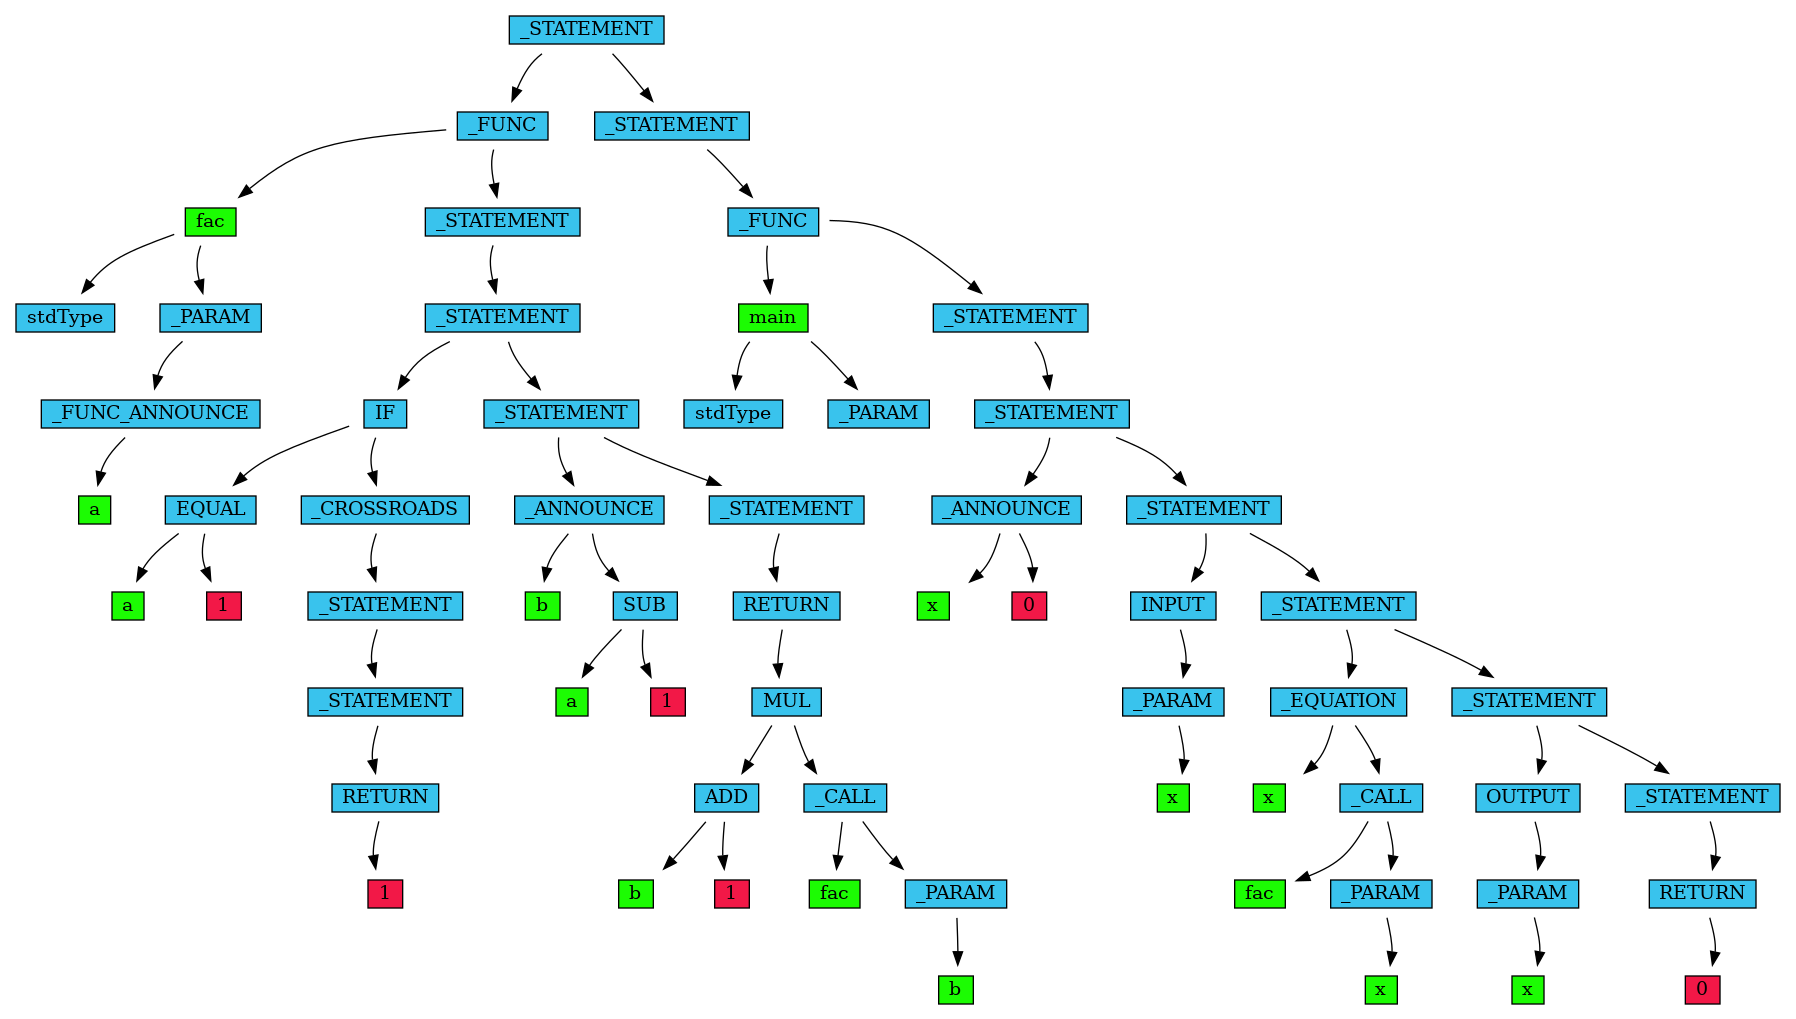 _STATEMENT
_FUNC _STATEMENT
fac _STATEMENT _FUNC
stdType _PARAM _STATEMENT main _STATEMENT
_FUNC_ANNOUNCE IF _STATEMENT stdType _PARAM _STATEMENT
a EQUAL _CROSSROADS _ANNOUNCE _STATEMENT _ANNOUNCE _STATEMENT
a 1 _STATEMENT b SUB RETURN x 0 INPUT _STATEMENT
_STATEMENT a 1 MUL _PARAM _EQUATION _STATEMENT
RETURN ADD _CALL x x _CALL OUTPUT _STATEMENT
1 b 1 fac _PARAM fac _PARAM _PARAM RETURN
b x x 0